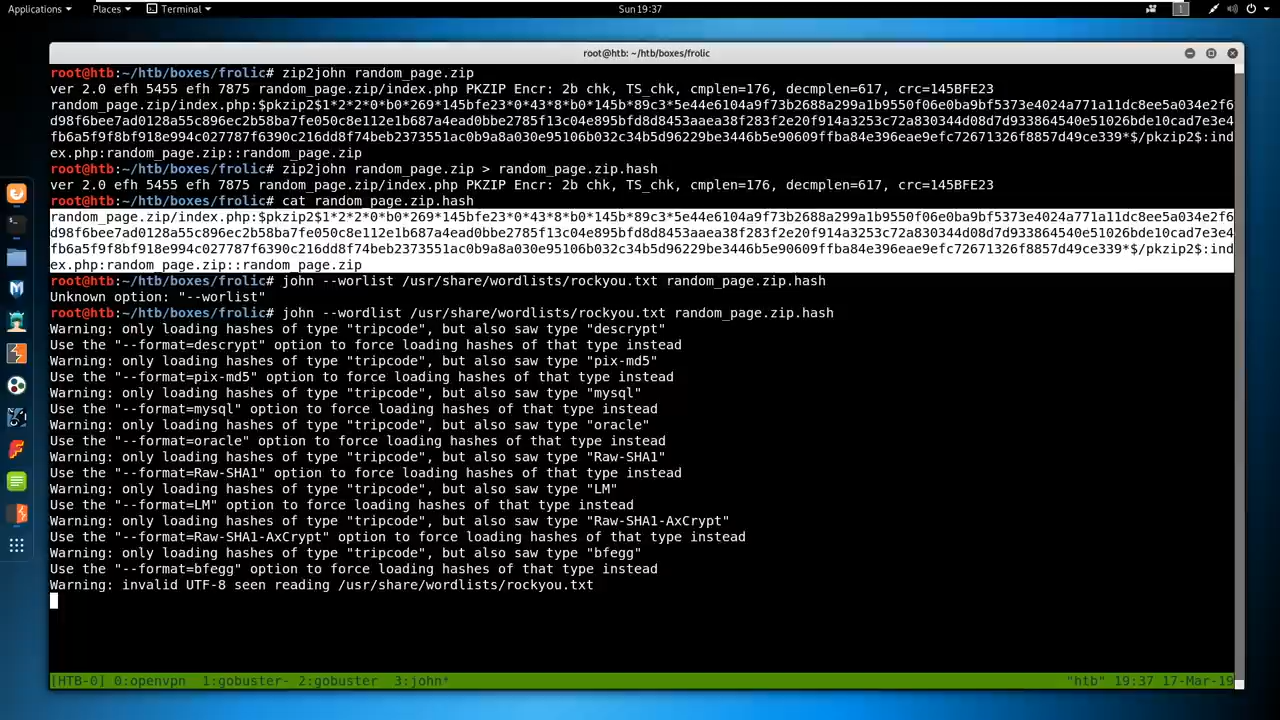 Applications Places Terminal Sun19:37 1
root@htb: ~/htb/boxes/frolic
root@htb:~/htb/boxes/frolic# zip2john random_page.zip
ver 2.0 efh 5455 efh 7875 random_page.zip/index.php PKZIP Encr: 2b chk, TS_chk, cmplen=176, decmplen=617, crc=145BFE23
random_page.zip/index.php:$pkzip2$1*2*2*0*b0*269*145bfe23*0*43*8*b0*145b*89c3*5e44e6104a9f73b2688a299a1b9550f06e0ba9bf5373e4024a771a11dc8ee5a034e2f6
d98f6bee7ad0128a55c896ec2b58ba7fe050c8e112e1b687a4ead0bbe2785f13c04e895bfd8d8453aaea38f283f2e20f914a3253c72a830344d08d7d933864540e51026bde10cad7e3e4
fb6a5f9f8bf918e994c027787f6390c216dd8f74beb2373551ac0b9a8a030e95106b032c34b5d96229be3446b5e90609ffba84e396eae9efc72671326f8857d49ce339*$/pkzip2$:ind
ex.php:random_page.zip::random_page.zip
root@htb:~/htb/boxes/frolic# zip2john random_page.zip > random_page.zip.hash
ver 2.0 efh 5455 efh 7875 random_page.zip/index.php PKZIP Encr: 2b chk, TS_chk, cmplen=176, decmplen=617, crc=145BFE23
root@htb:~/htb/boxes/frolic# cat random_page.zip.hash
random_page.zip/index.php:$pkzip2$1*2*2*0*b0*269*145bfe23*0*43*8*b0*145b*89c3*5e44e6104a9f73b2688a299a1b9550f06e0ba9bf5373e4024a771a11dc8ee5a034e2f6
d98f6bee7ad0128a55c896ec2b58ba7fe050c8e112e1b687a4ead0bbe2785f13c04e895bfd8d8453aaea38f283f2e20f914a3253c72a830344d08d7d933864540e51026bde10cad7e3e4
fb6a5f9f8bf918e994c027787f6390c216dd8f74beb2373551ac0b9a8a030e95106b032c34b5d96229be3446b5e90609ffba84e396eae9efc72671326f8857d49ce339*$/pkzip2$:ind
ex.php:random_page.zip::random_page.zip
root@htb:~/htb/boxes/frolic# john --worlist /usr/share/wordlists/rockyou.txt random_page.zip.hash
Unknown option: "--worlist"
root@htb:~/htb/boxes/frolic# john --wordlist /usr/share/wordlists/rockyou.txt random_page.zip.hash
Warning: only loading hashes of type "tripcode", but also saw type "descrypt"
Use the "--format=descrypt" option to force loading hashes of that type instead
Warning: only loading hashes of type "tripcode", but also saw type "pix-md5"
Use the "--format=pix-md5" option to force loading hashes of that type instead
Warning: only loading hashes of type "tripcode", but also saw type "mysql"
Use the "--format=mysql" option to force loading hashes of that type instead
Warning: only loading hashes of type "tripcode", but also saw type "oracle"
Use the "--format=oracle" option to force loading hashes of that type instead
Warning: only loading hashes of type "tripcode", but also saw type "Raw-SHA1"
Use the "--format=Raw-SHA1" option to force loading hashes of that type instead
Warning: only loading hashes of type "tripcode", but also saw type "LM"
Use the "--format=LM" option to force loading hashes of that type instead
Warning: only loading hashes of type "tripcode", but also saw type "Raw-SHA1-AxCrypt"
Use the "--format=Raw-SHA1-AxCrypt" option to force loading hashes of that type instead
Warning: only loading hashes of type "tripcode", but also saw type "bfegg"
Use the "--format=bfegg" option to force loading hashes of that type instead
Warning: invalid UTF-8 seen reading /usr/share/wordlists/rockyou.txt
[HTB-0] 0:openvpn 1:gobuster- 2:gobuster 3:john* "htb" 19:37 17-Mar-19